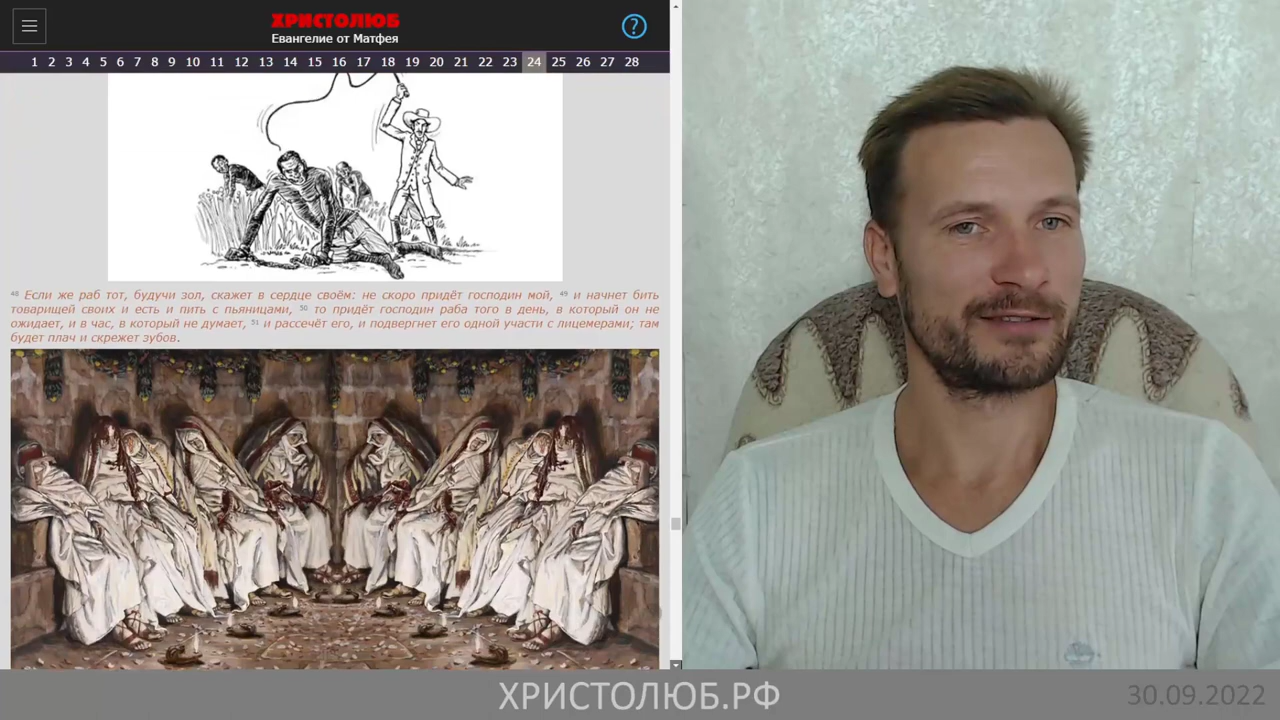 ХРИСТОЛЮБ
Евангелие от Матфея
?
1 2 3 4 5 6 7 8 9 10 11 12 13 14 15 16 17 18 19 20 21 22 23 24 25 26 27 28
48 Если же раб тот, будучи зол, скажет в сердце своём: не скоро придёт господин мой, 49 и начнет бить
товарищей своих и есть и пить с пьяницами, 50 то придёт господин раба того в день, в который он не
ожидает, и в час, в который не думает, 51 и рассечёт его, и подвергнет его одной участи с лицемерами; там
будет плач и скрежет зубов.
ХРИСТОЛЮБ.РФ
30.09.2022